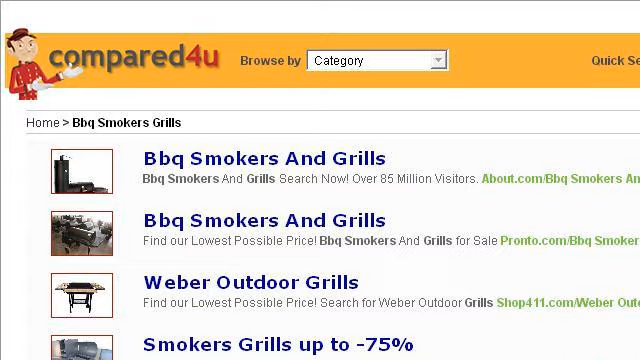 compared4u
Browse by Category Quick Se
Home > Bbq Smokers Grills
Bbq Smokers And Grills
Bbq Smokers And Grills Search Now! Over 85 Million Visitors. About.com/Bbq Smokers An
Bbq Smokers And Grills
Find our Lowest Possible Price! Bbq Smokers And Grills for Sale Pronto.com/Bbq Smoker
Weber Outdoor Grills
Find our Lowest Possible Price! Search for Weber Outdoor Grills Shop411.com/Weber Outd
Smokers Grills up to -75%